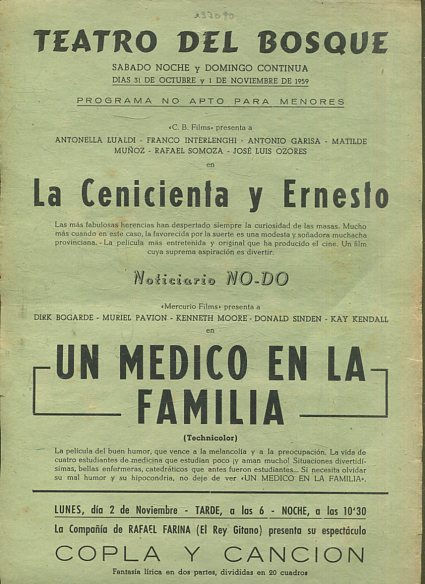 137090
TEATRO DEL BOSQUE
SABADO NOCHE y DOMINGO CONTINUA
DIAS 31 DE OCTUBRE y 1 DE NOVIEMBRE DE 1959
PROGRAMA NO APTO PARA MENORES
«C. B. Films» presenta a
ANTONELLA LUALDI - FRANCO INTERLENGHI - ANTONIO GARISA - MATILDE
MUÑOZ - RAFAEL SOMOZA - JOSÉ LUIS OZORES
en
La Cenicienta y Ernesto
Las más fabulosas herencias han despertado siempre la curiosidad de las masas. Mucho
más cuando en este caso, la favorecida por la suerte es una modesta y soñadora muchacha
provinciana. - La película más entretenida y original que ha producido el cine. Un film
cuya suprema aspiración es divertir.
Noticiario NO-DO
«Mercurio Films» presenta a
DIRK BOGARDE - MURIEL PAVION - KENNETH MOORE - DONALD SINDEN - KAY KENDALL
en
UN MEDICO EN LA
FAMILIA
(Technicolor)
La película del buen humor, que vence a la melancolía y a la preocupación. La vida de
cuatro estudiantes de medicina que estudian poco ¡y aman mucho! Situaciones divertidí-
simas, bellas enfermeras, catedráticos que antes fueron estudiantes... Si necesita olvidar
su mal humor y su hipocondría, no deje de ver «UN MEDICO EN LA FAMILIA».
LUNES, día 2 de Noviembre - TARDE, a las 6 - NOCHE, a las 10'30
La Compañía de RAFAEL FARINA (El Rey Gitano) presenta su espectáculo
COPLA Y CANCION
Fantasía lírica en dos partes, divididas en 20 cuadros